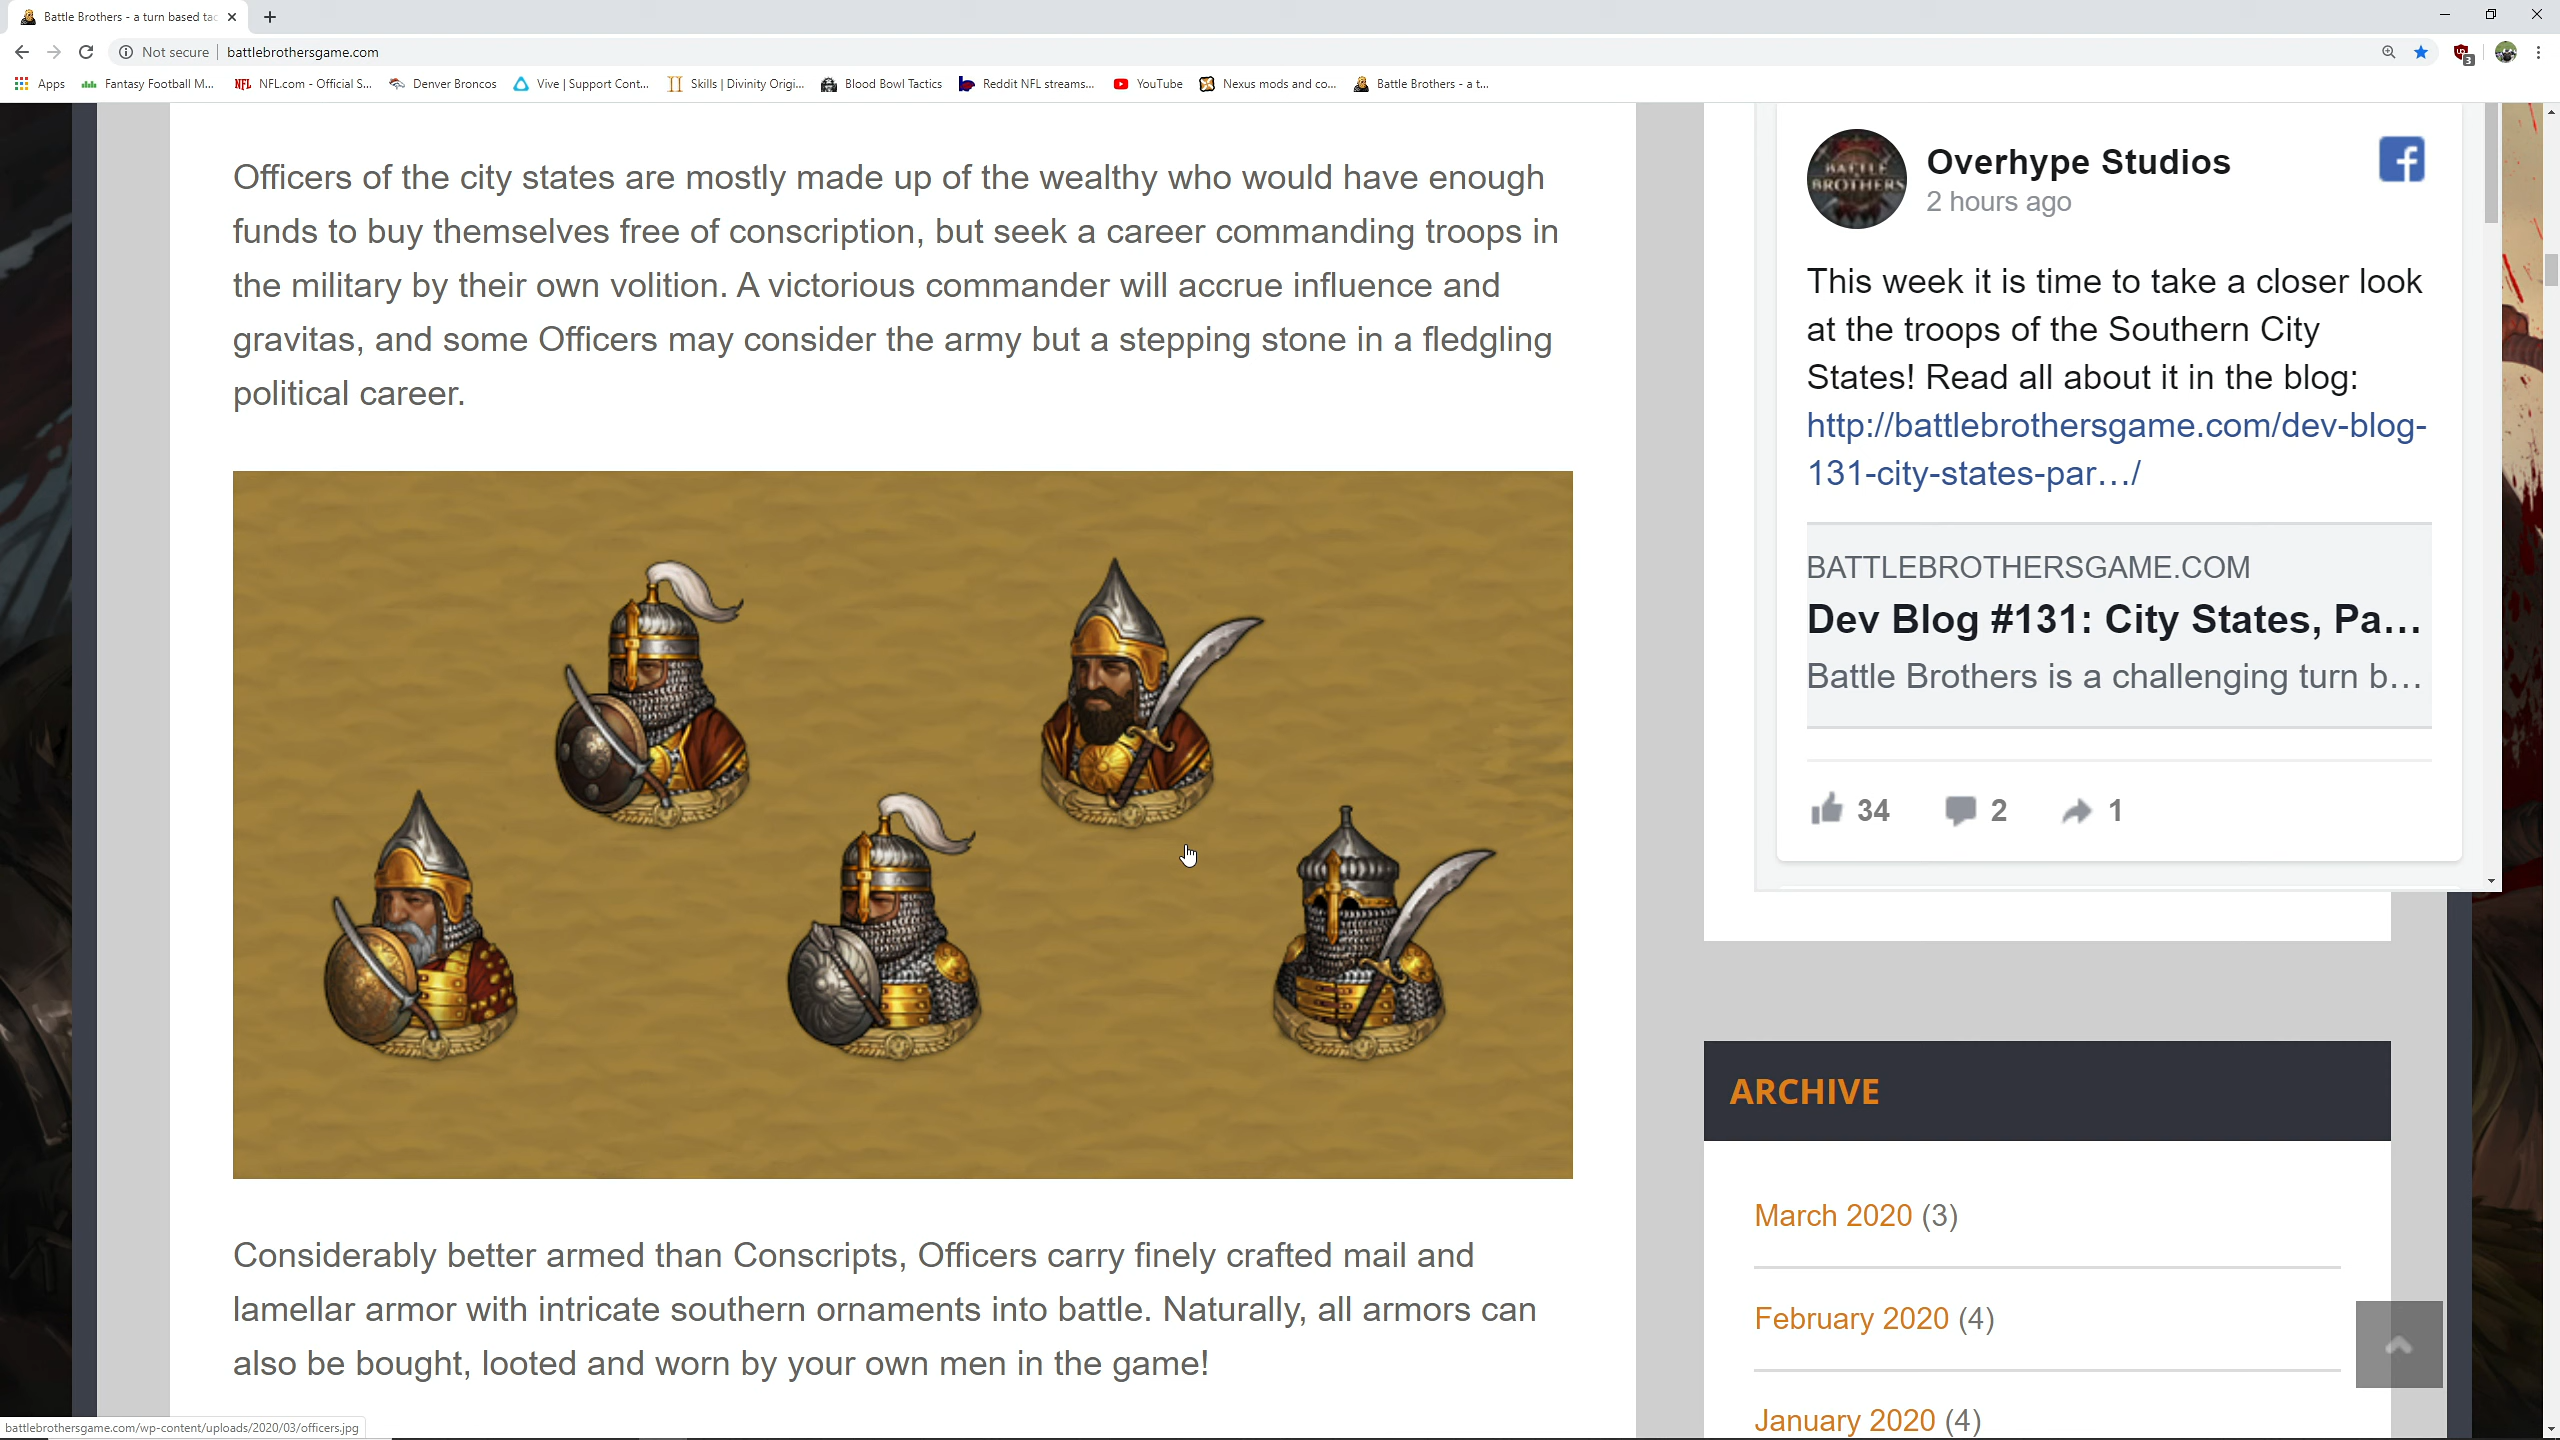 Battle Brothers - a turn based tac
Not secure
battlebrothersgame.com
3
Apps
Fantasy Football M...
NFL.com - Official S...
Denver Broncos
Vive | Support Cont...
Skills | Divinity Origi...
Blood Bowl Tactics
Reddit NFL streams...
YouTube
Nexus mods and co...
Battle Brothers - a t...
Officers of the city states are mostly made up of the wealthy who would have enough
funds to buy themselves free of conscription, but seek a career commanding troops in
the military by their own volition. A victorious commander will accrue influence and
gravitas, and some Officers may consider the army but a stepping stone in a fledgling
political career.
Considerably better armed than Conscripts, Officers carry finely crafted mail and
lamellar armor with intricate southern ornaments into battle. Naturally, all armors can
also be bought, looted and worn by your own men in the game!
BATTLE
BROTHERS
Overhype Studios
2 hours ago
This week it is time to take a closer look
at the troops of the Southern City
States! Read all about it in the blog:
http://battlebrothersgame.com/dev-blog-
131-city-states-par…/
BATTLEBROTHERSGAME.COM
Dev Blog #131: City States, Pa...
Battle Brothers is a challenging turn b...
34
2
1
ARCHIVE
March 2020 (3)
February 2020 (4)
January 2020 (4)
battlebrothersgame.com/wp-content/uploads/2020/03/officers.jpg